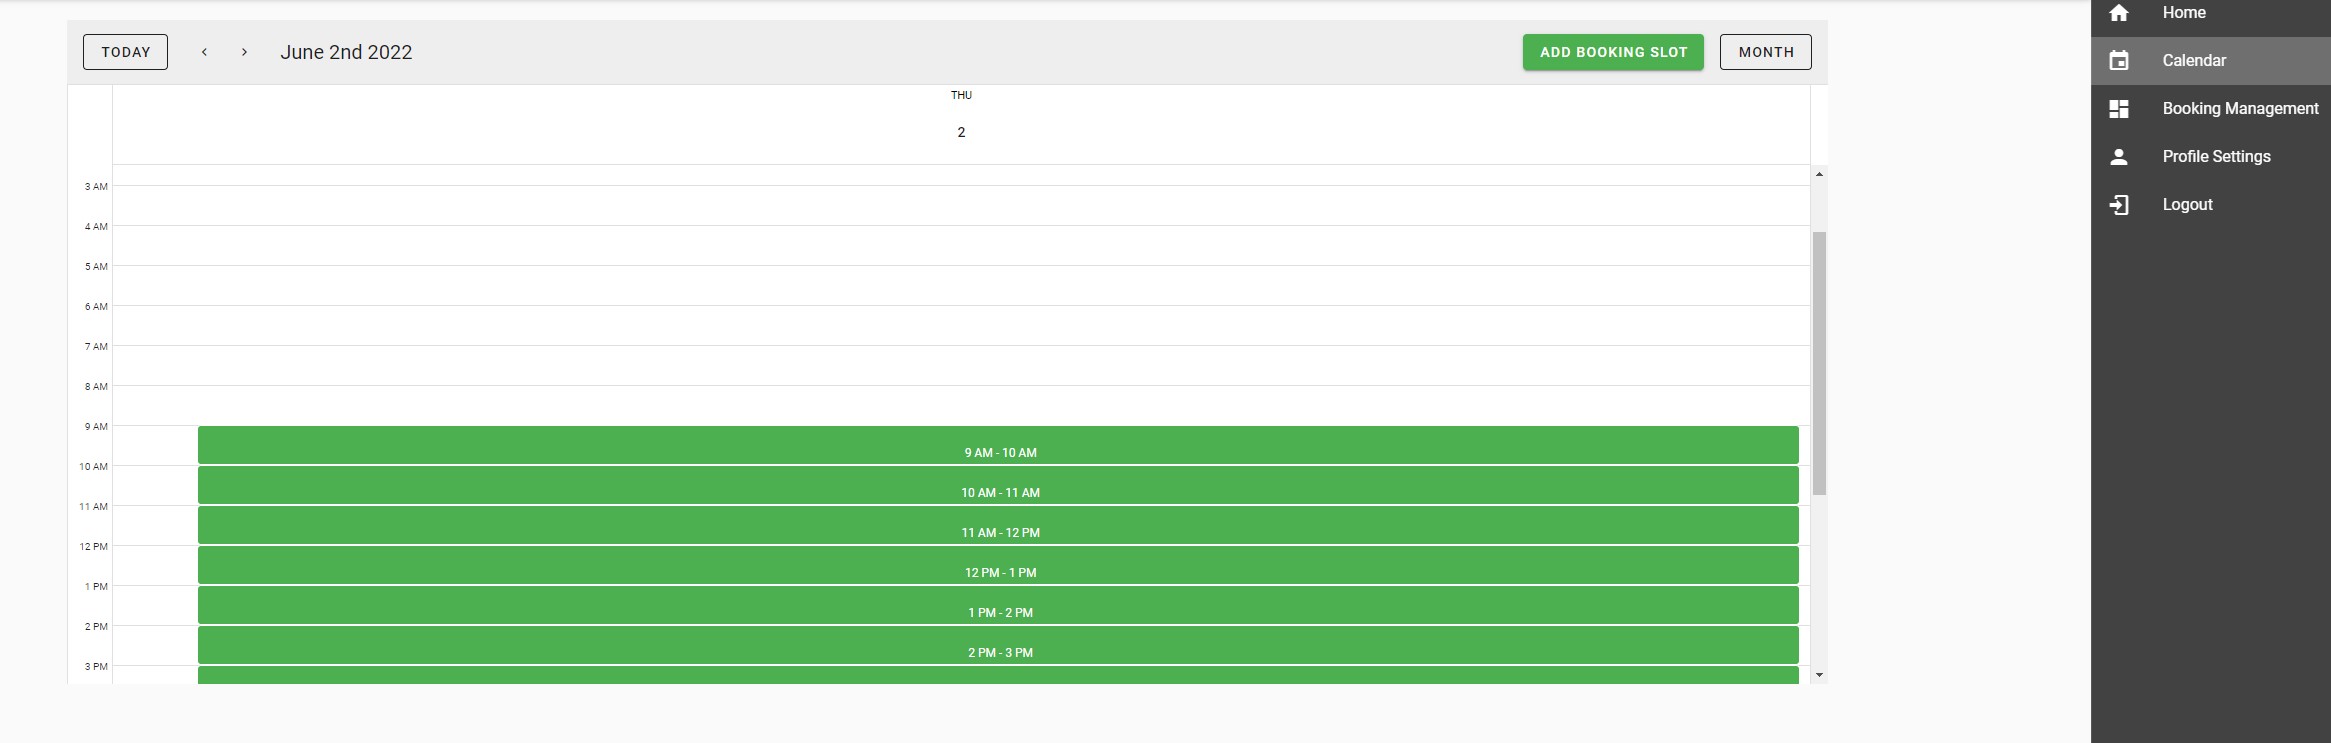 TODAY
June 2nd 2022
ADD BOOKING SLOT
MONTH
THU
2
3 AM
4 AM
5 AM
6 AM
7 AM
8 AM
9 AM
9 AM - 10 AM
10 AM
10 AM - 11 AM
11 AM
11 AM - 12 PM
12 PM
12 PM - 1 PM
1 PM
1 PM - 2 PM
2 PM
2 PM - 3 PM
3 PM
Home
Calendar
Booking Management
Profile Settings
Logout